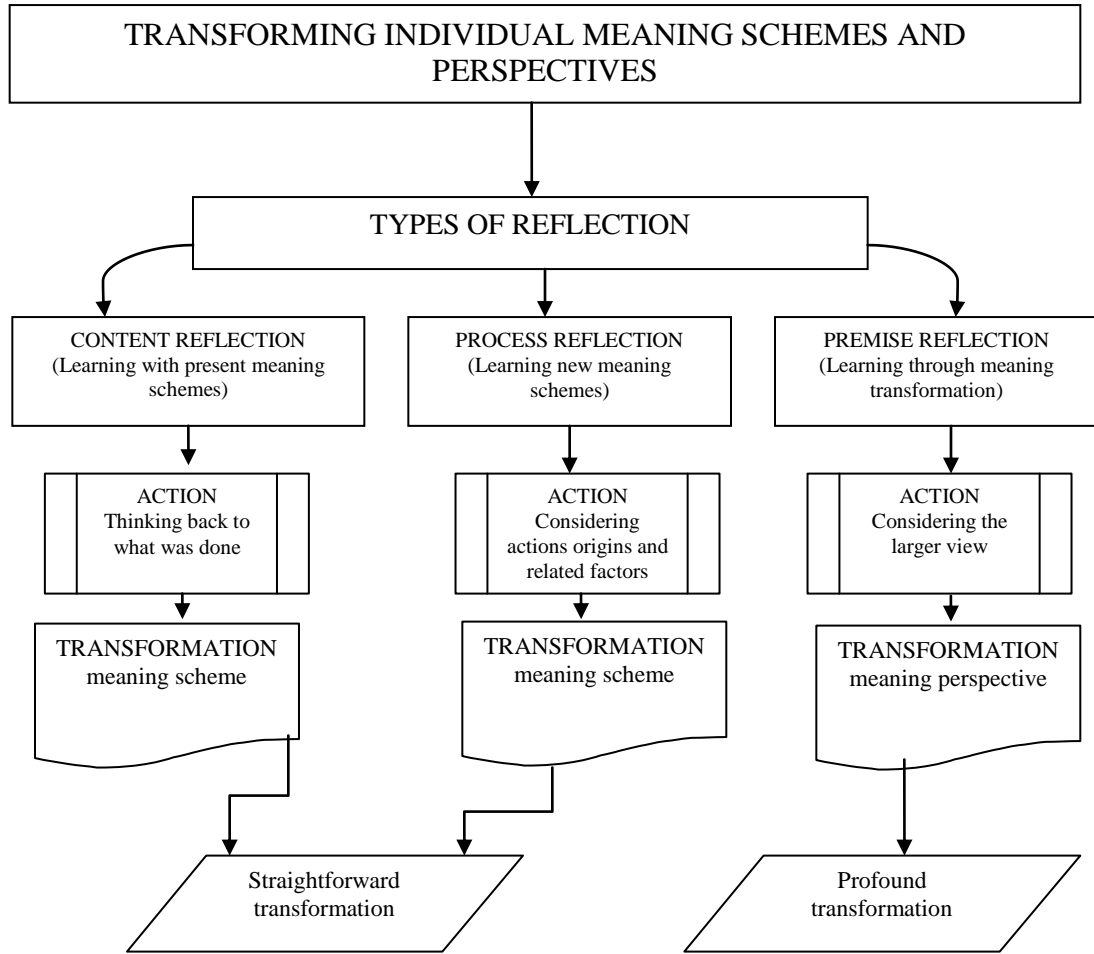 TRANSFORMING INDIVIDUAL MEANING SCHEMES AND
PERSPECTIVES
TYPES OF REFLECTION
CONTENT REFLECTION
(Learning with present meaning
schemes)
PROCESS REFLECTION
(Learning new meaning
schemes)
PREMISE REFLECTION
(Learning through meaning
transformation)
ACTION
Thinking back to
what was done
ACTION
Considering
actions origins and
related factors
ACTION
Considering the
larger view
TRANSFORMATION
meaning scheme
TRANSFORMATION
meaning scheme
TRANSFORMATION
meaning perspective
Straightforward
transformation
Profound
transformation